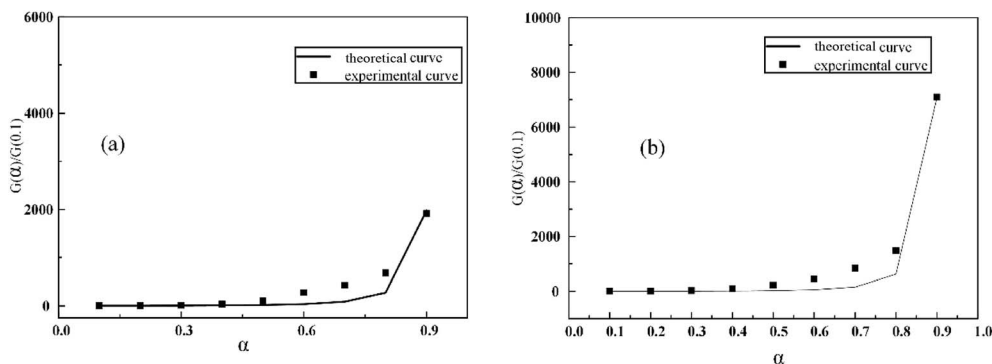 6000
4000
2000
0
G(α)/G(0.1)
theoretical curve
experimental curve
(a)
0.0 0.3 0.6 0.9
α
10000
8000
6000
4000
2000
0
G(α)/G(0.1)
theoretical curve
experimental curve
(b)
0.0 0.1 0.2 0.3 0.4 0.5 0.6 0.7 0.8 0.9 1.0
α